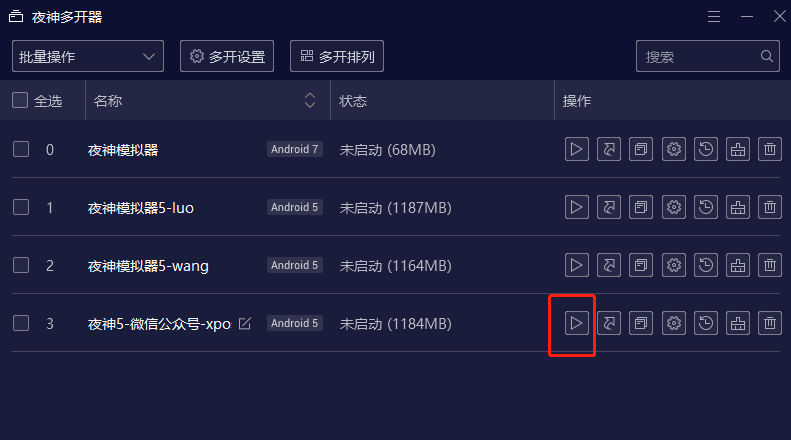 夜神多开器
批量操作 多开设置 多开排列 搜索
全选 名称 状态 操作
0 夜神模拟器 Android 7 未启动 (68MB)
1 夜神模拟器5-luo Android 5 未启动 (1187MB)
2 夜神模拟器5-wang Android 5 未启动 (1164MB)
3 夜神5-微信公众号-xpo Android 5 未启动 (1184MB)